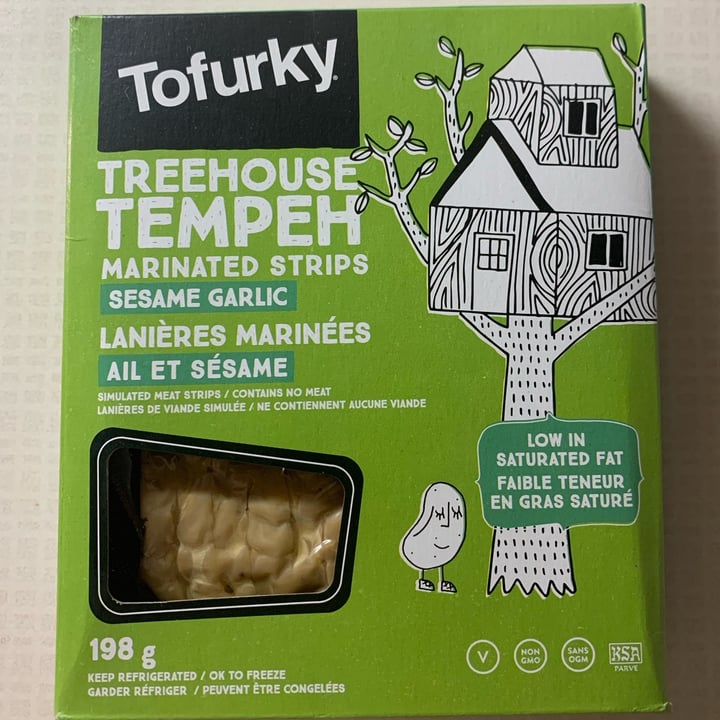 Tofurky
TREEHOUSE
TEMPEH
MARINATED STRIPS
SESAME GARLIC
LANIÈRES MARINÉES
AIL ET SÉSAME
SIMULATED MEAT STRIPS / CONTAINS NO MEAT
LANIÈRES DE VIANDE SIMULÉE / NE CONTIENNENT AUCUNE VIANDE
LOW IN
SATURATED FAT
FAIBLE TENEUR
EN GRAS SATURÉ
198 g
KEEP REFRIGERATED / OK TO FREEZE
GARDER RÉFRIGER / PEUVENT ÊTRE CONGELÉES
V
NON
GMO
SANS
OGM
KSA
PARVE